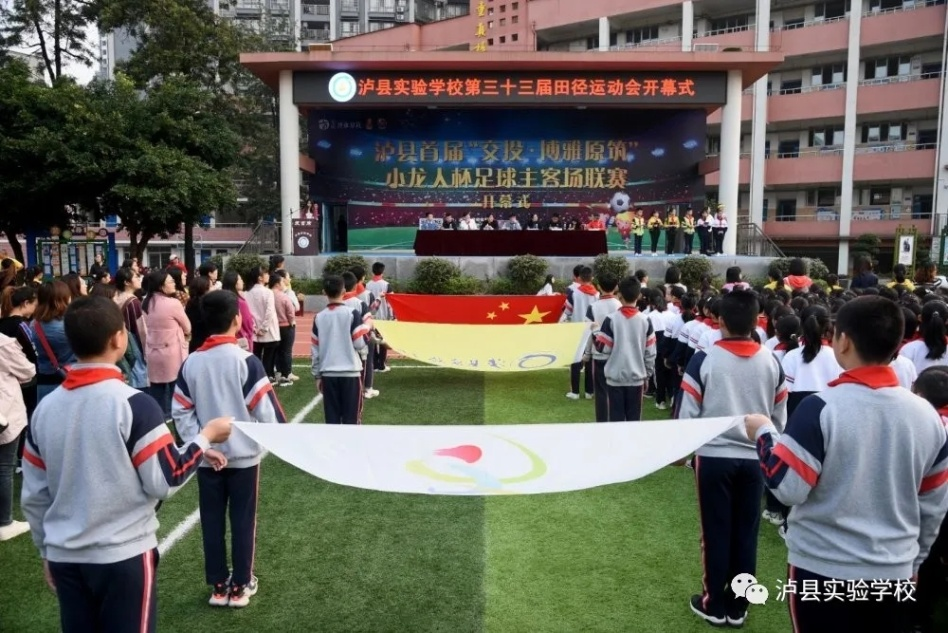 泸县实验学校第三十三届田径运动会开幕式
泸县首届“交投·博雅原筑”
小龙人杯足球主客场联赛
开幕式
泸县实验学校